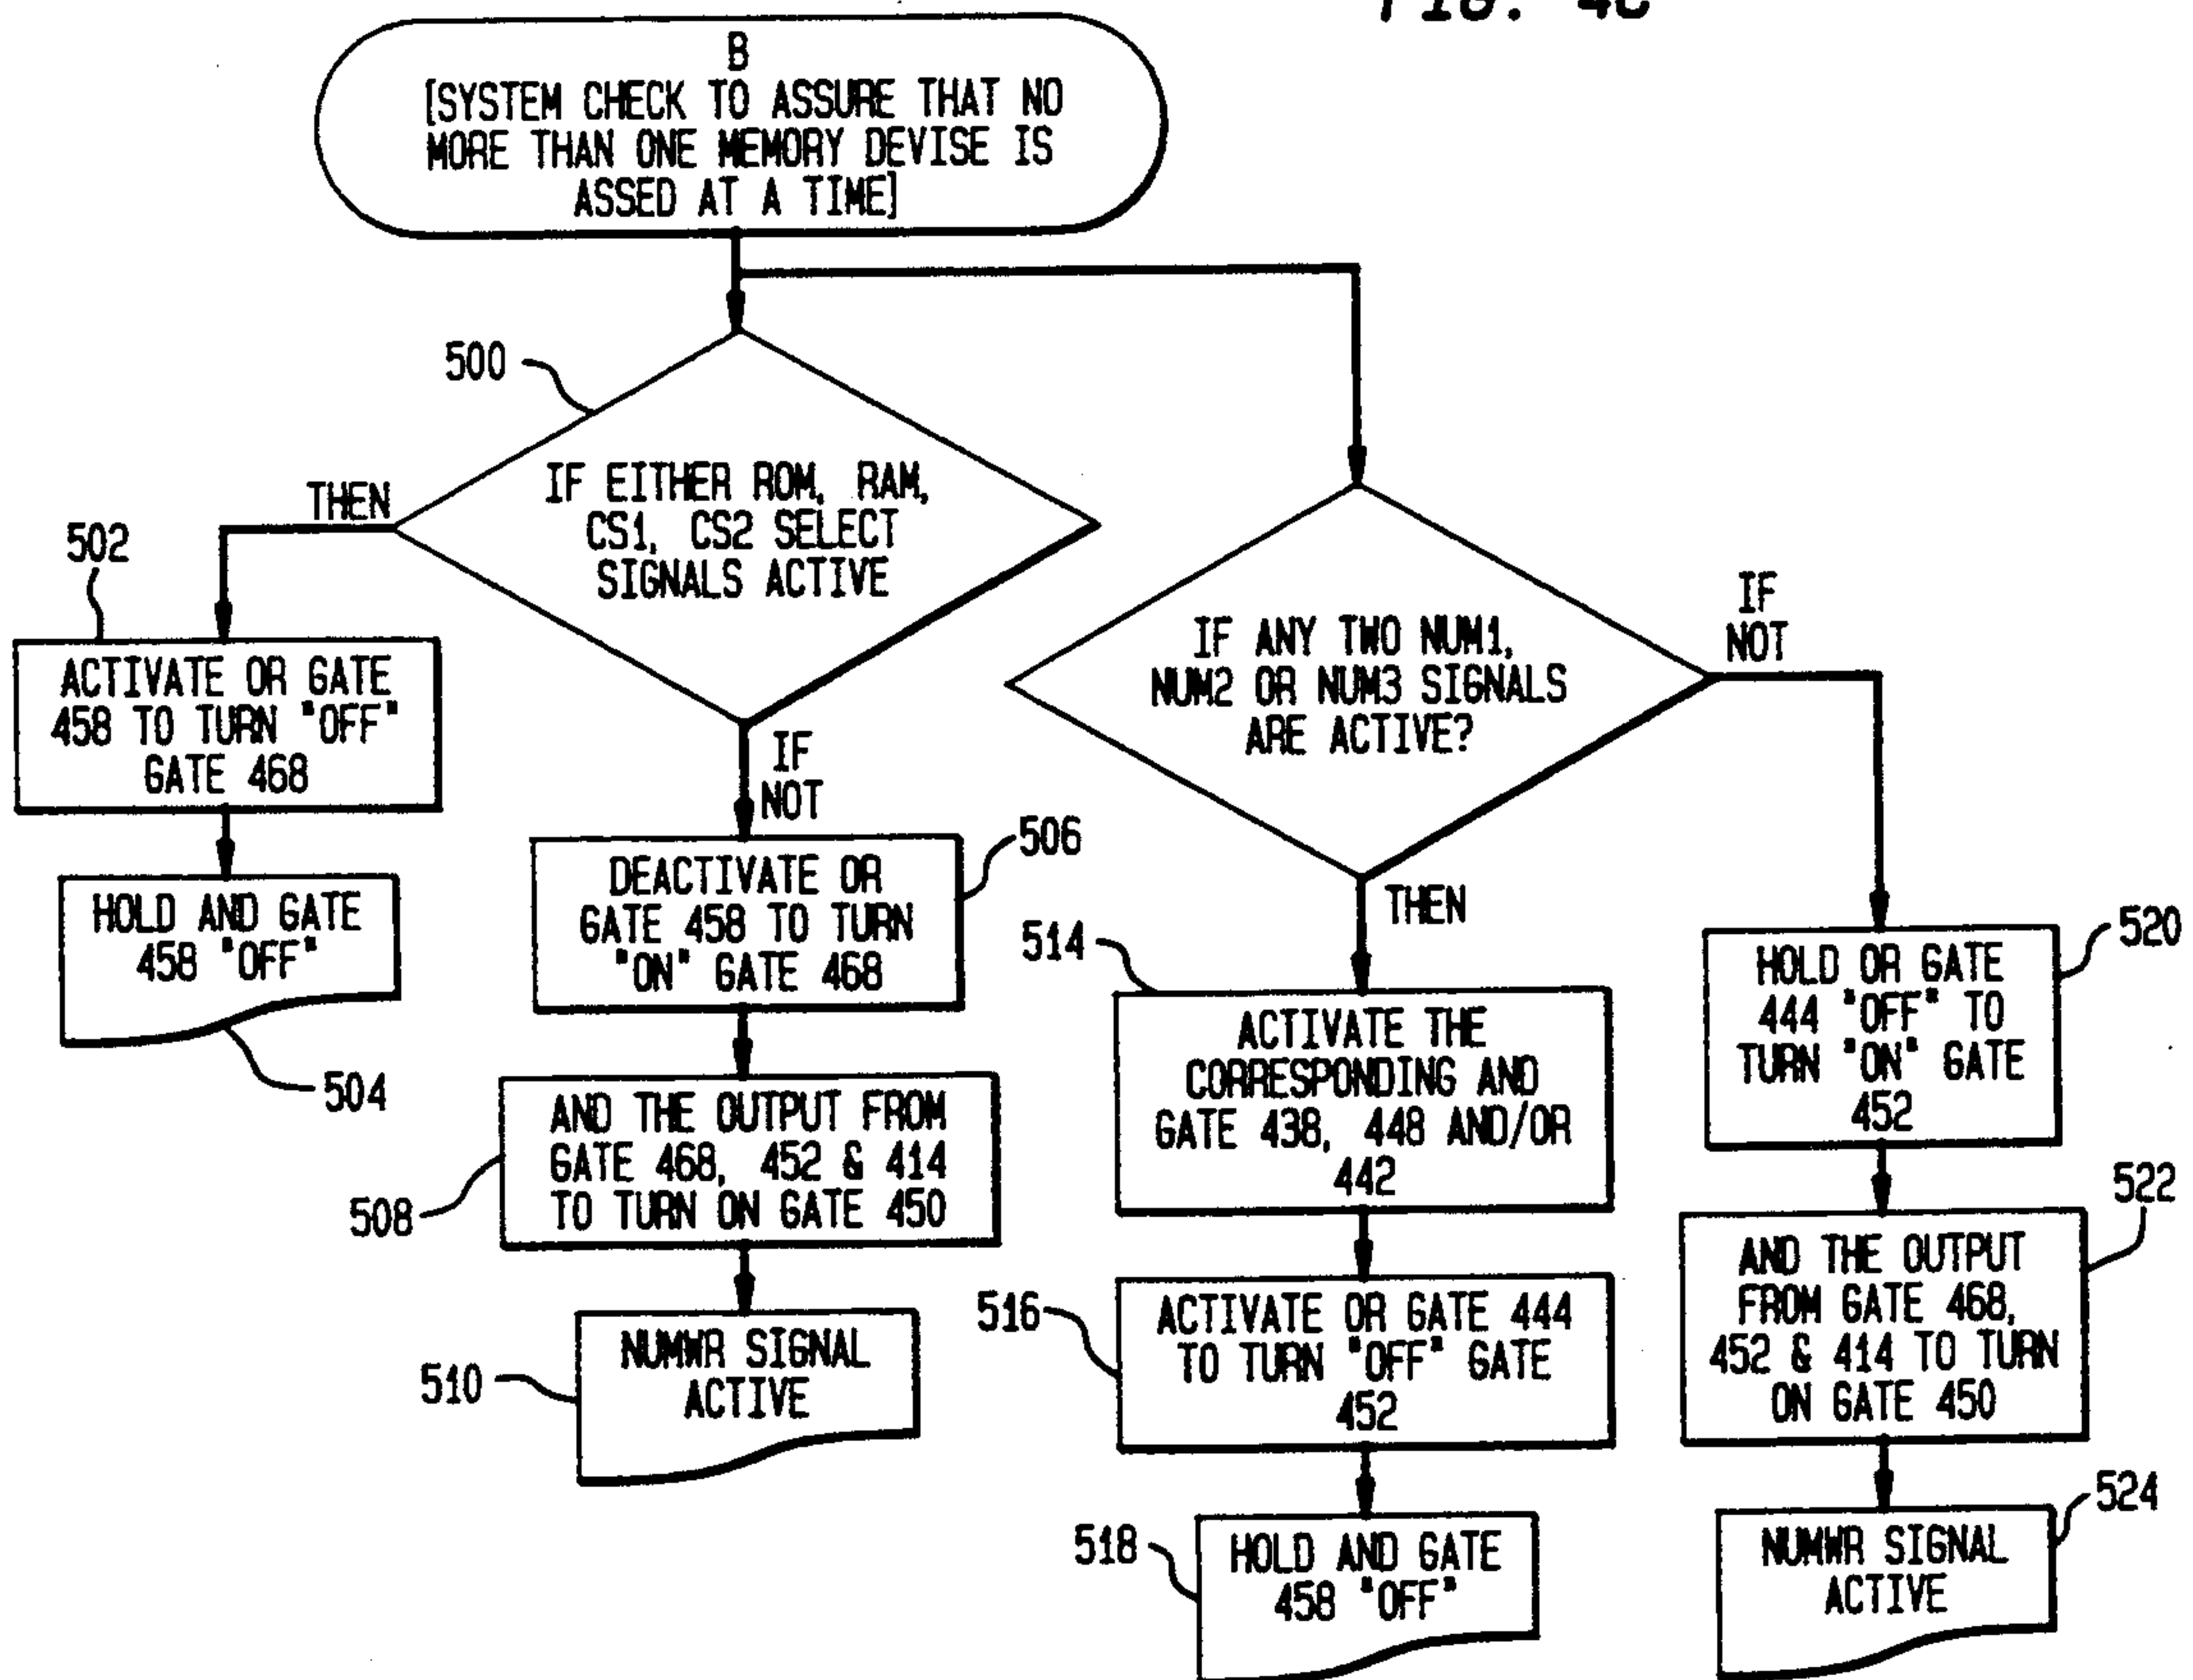 FIG. 4C
B
[SYSTEM CHECK TO ASSURE THAT NO
MORE THAN ONE MEMORY DEVISE IS
ASSED AT A TIME]
500
IF EITHER ROM, RAM,
CS1, CS2 SELECT
SIGNALS ACTIVE
THEN
502
ACTIVATE OR GATE
458 TO TURN "OFF"
GATE 468
HOLD AND GATE
458 "OFF"
504
IF
NOT
506
DEACTIVATE OR
GATE 458 TO TURN
"ON" GATE 468
508
AND THE OUTPUT FROM
GATE 468, 452 & 414
TO TURN ON GATE 450
510
NUMWR SIGNAL
ACTIVE
IF ANY TWO NUM1,
NUM2 OR NUM3 SIGNALS
ARE ACTIVE?
THEN
514
ACTIVATE THE
CORRESPONDING AND
GATE 438, 448 AND/OR
442
516
ACTIVATE OR GATE 444
TO TURN "OFF" GATE
452
518
HOLD AND GATE
458 "OFF"
IF
NOT
520
HOLD OR GATE
444 "OFF" TO
TURN "ON" GATE
452
522
AND THE OUTPUT
FROM GATE 468,
452 & 414 TO TURN
ON GATE 450
524
NUMWR SIGNAL
ACTIVE